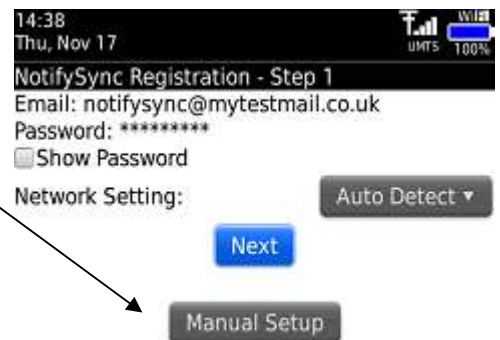 14:38
Thu, Nov 17
UMTS 100%
NotifySync Registration - Step 1
Email: notifysync@mytestmail.co.uk
Password: *********
Show Password
Network Setting: Auto Detect
Next
Manual Setup